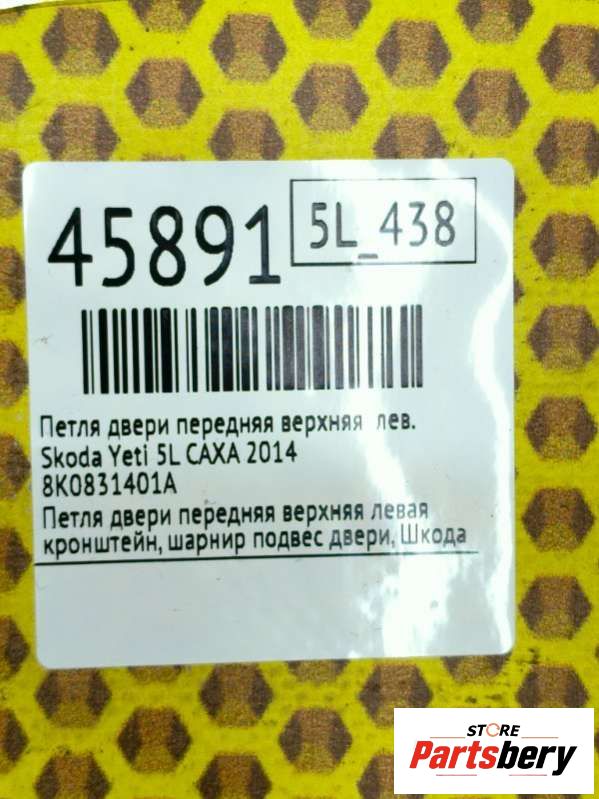 45891
5L_438
Петля двери передняя верхняя лев.
Skoda Yeti 5L CAXA 2014
8K0831401A
Петля двери передняя верхняя левая
кронштейн, шарнир подвес двери, Шкода
STORE
Partsbery